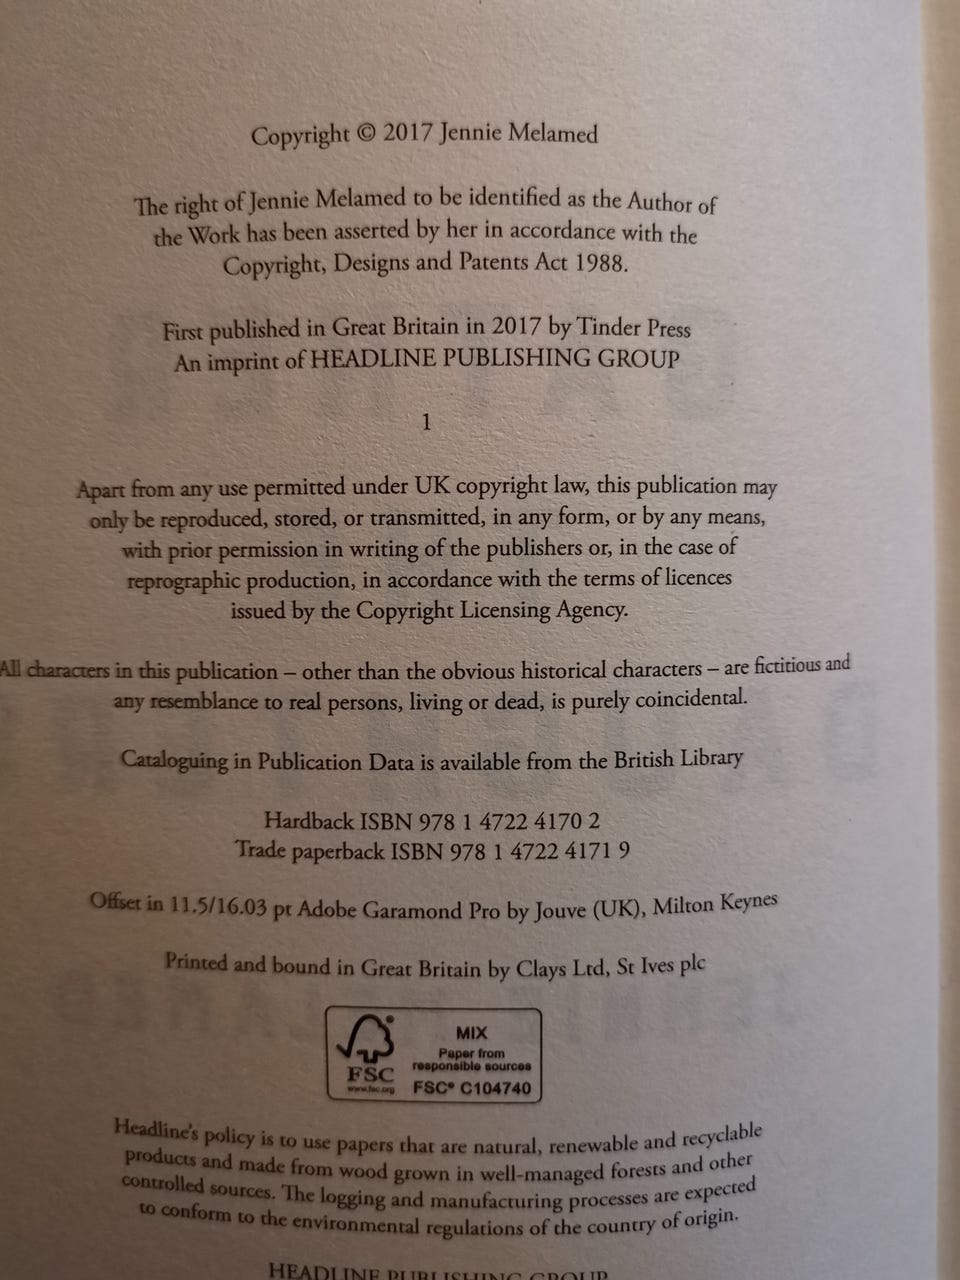 Copyright © 2017 Jennie Melamed
The right of Jennie Melamed to be identified as the Author of
the Work has been asserted by her in accordance with the
Copyright, Designs and Patents Act 1988.
First published in Great Britain in 2017 by Tinder Press
An imprint of HEADLINE PUBLISHING GROUP
1
Apart from any use permitted under UK copyright law, this publication may
only be reproduced, stored, or transmitted, in any form, or by any means,
with prior permission in writing of the publishers or, in the case of
reprographic production, in accordance with the terms of licences
issued by the Copyright Licensing Agency.
All characters in this publication – other than the obvious historical characters – are fictitious and
any resemblance to real persons, living or dead, is purely coincidental.
Cataloguing in Publication Data is available from the British Library
Hardback ISBN 978 1 4722 4170 2
Trade paperback ISBN 978 1 4722 4171 9
Offset in 11.5/16.03 pt Adobe Garamond Pro by Jouve (UK), Milton Keynes
Printed and bound in Great Britain by Clays Ltd, St Ives plc
MIX
Paper from
responsible sources
FSC® C104740
FSC
www.fsc.org
Headline's policy is to use papers that are natural, renewable and recyclable
products and made from wood grown in well-managed forests and other
controlled sources. The logging and manufacturing processes are expected
to conform to the environmental regulations of the country of origin.
HEADLINE PUBLISHING GROUP